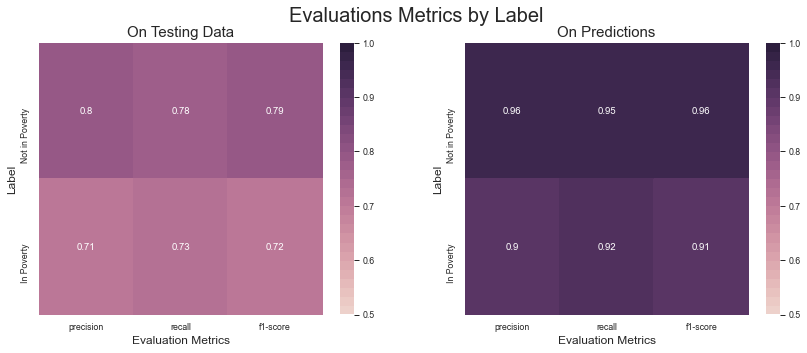 Evaluations Metrics by Label
On Testing Data
Label
Not in Poverty
0.8 0.78 0.79
In Poverty
0.71 0.73 0.72
precision recall f1-score
Evaluation Metrics
1.0
0.9
0.8
0.7
0.6
0.5
On Predictions
Label
Not in Poverty
0.96 0.95 0.96
In Poverty
0.9 0.92 0.91
precision recall f1-score
Evaluation Metrics
1.0
0.9
0.8
0.7
0.6
0.5